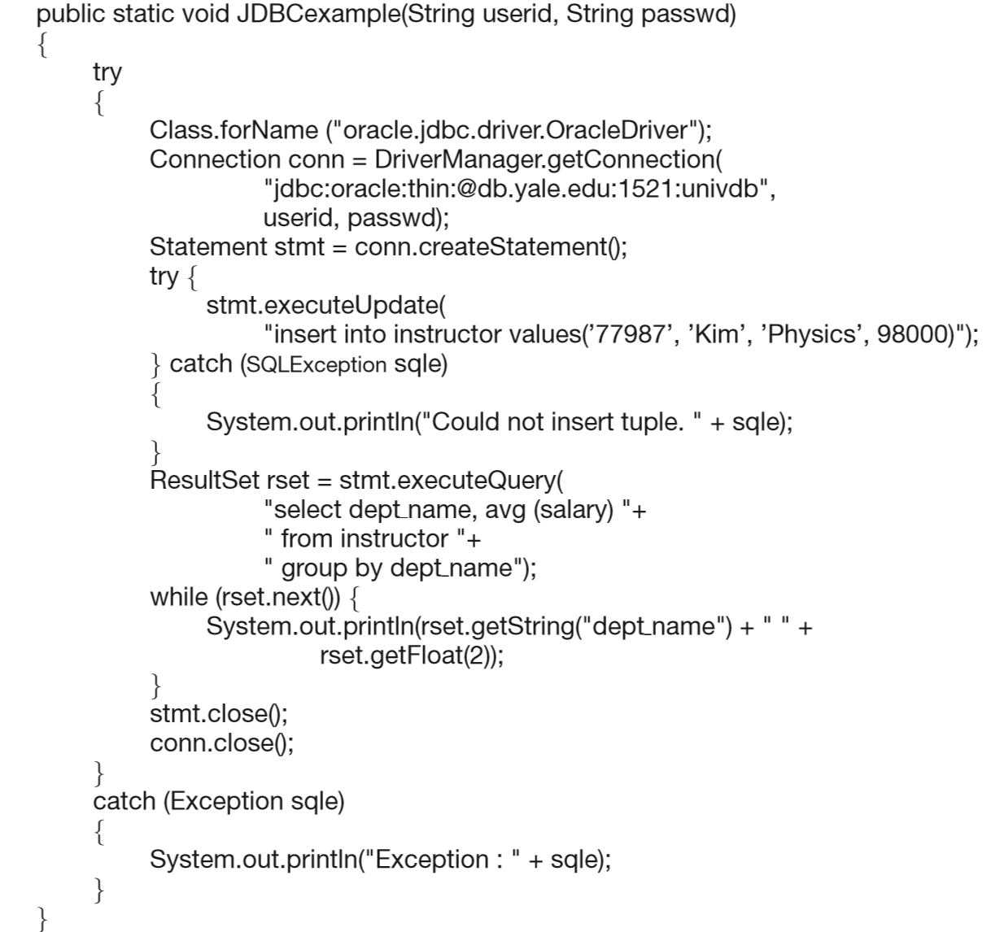 public static void JDBCexample(String userid, String passwd)
{
try
{
Class.forName ("oracle.jdbc.driver.OracleDriver");
Connection conn = DriverManager.getConnection(
"jdbc:oracle:thin:@db.yale.edu:1521:univdb",
userid, passwd);
Statement stmt = conn.createStatement();
try {
stmt.executeUpdate(
"insert into instructor values(’77987’, ’Kim’, ’Physics’, 98000)");
} catch (SQLException sqle)
{
System.out.println("Could not insert tuple. " + sqle);
}
ResultSet rset = stmt.executeQuery(
"select dept_name, avg (salary) "+
" from instructor "+
" group by dept_name");
while (rset.next()) {
System.out.println(rset.getString("dept_name") + " " +
rset.getFloat(2));
}
stmt.close();
conn.close();
}
catch (Exception sqle)
{
System.out.println("Exception : " + sqle);
}
}